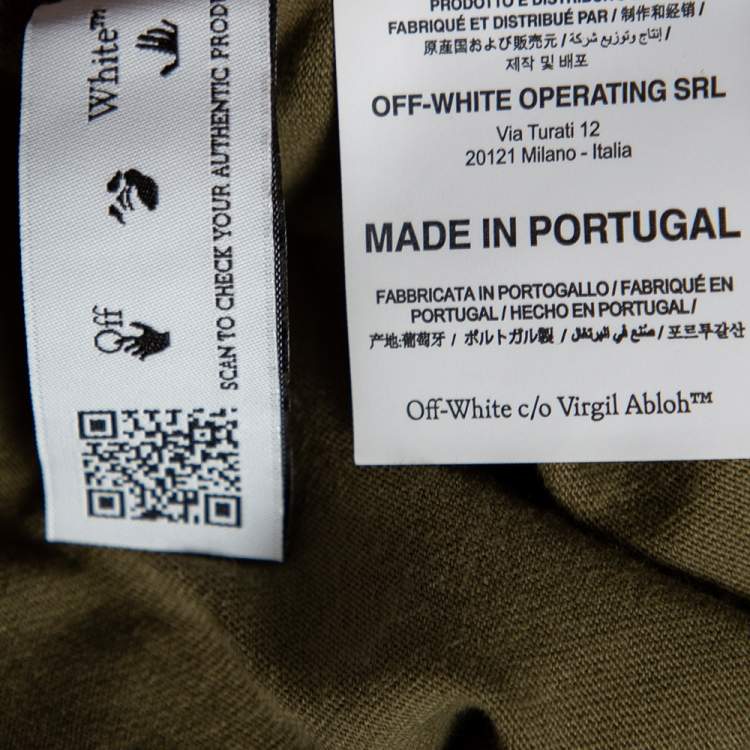 White™
Off
SCAN TO CHECK YOUR AUTHENTIC PROD
PRODOTTO E DISTRIBU
FABRIQUÉ ET DISTRIBUÉ PAR / 制作和经销 /
原産国および販売元 / إنتاج وتوزيع شركة /
제작 및 배포
OFF-WHITE OPERATING SRL
Via Turati 12
20121 Milano - Italia
MADE IN PORTUGAL
FABBRICATA IN PORTOGALLO / FABRIQUÉ EN
PORTUGAL / HECHO EN PORTUGAL /
产地:葡萄牙 / ポルトガル製 / صنع في البرتغال / 포르투갈산
Off-White c/o Virgil Abloh™